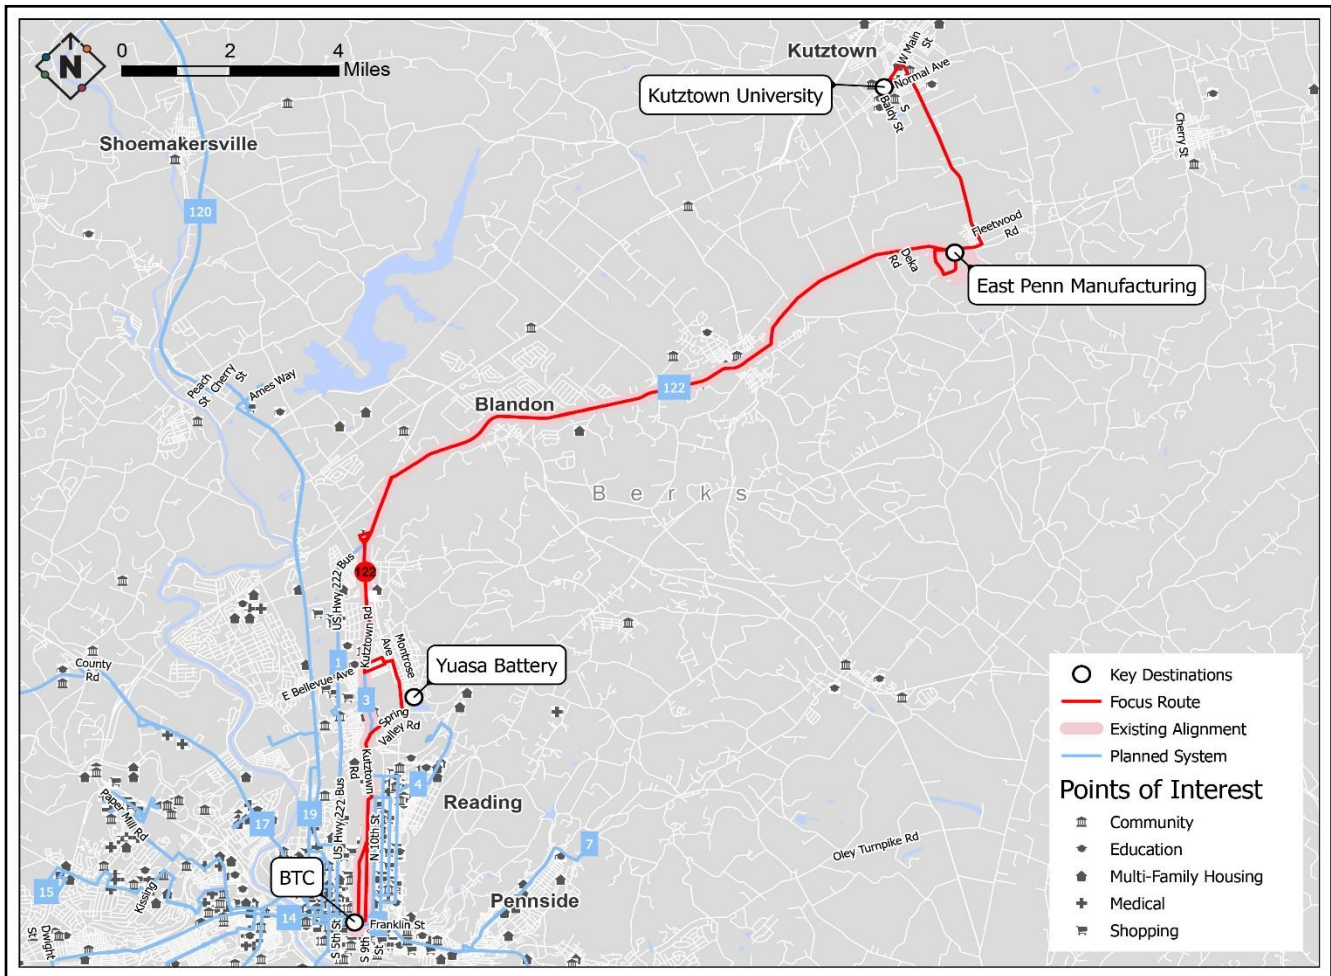 N
0 2 4
Miles
Kutztown
W Main
St
Normal Ave
Kutztown University
S
Baldy St
Cherry St
Shoemakersville
120
Fleetwood
Rd
Deka
Rd
East Penn Manufacturing
Peach
St
Cherry
St
Ames Way
122
Blandon
Berks
US Hwy 222 Bus
122
Kutztown Rd
Montrose
Ave
County
Rd
1
E Bellevue Ave
Yuasa Battery
3
Spring
Valley Rd
Kutztown
Rd
US Hwy 222 Bus
4
Reading
Paper Mill Rd
17
19
N 10th St
7
Oley Turnpike Rd
BTC
15
Kissing
14
Pennside
Franklin St
Dwight
St
S 5th St
S 9th
St
Key Destinations
Focus Route
Existing Alignment
Planned System
Points of Interest
Community
Education
Multi-Family Housing
Medical
Shopping